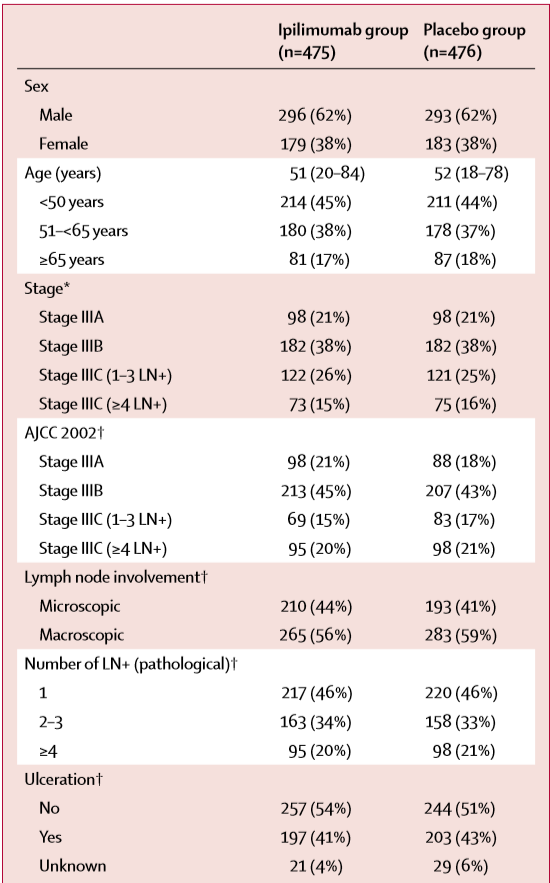 Ipilimumab group Placebo group
(n=475) (n=476)
Sex
Male 296 (62%) 293 (62%)
Female 179 (38%) 183 (38%)
Age (years) 51 (20–84) 52 (18–78)
<50 years 214 (45%) 211 (44%)
51–<65 years 180 (38%) 178 (37%)
≥65 years 81 (17%) 87 (18%)
Stage*
Stage IIIA 98 (21%) 98 (21%)
Stage IIIB 182 (38%) 182 (38%)
Stage IIIC (1–3 LN+) 122 (26%) 121 (25%)
Stage IIIC (≥4 LN+) 73 (15%) 75 (16%)
AJCC 2002†
Stage IIIA 98 (21%) 88 (18%)
Stage IIIB 213 (45%) 207 (43%)
Stage IIIC (1–3 LN+) 69 (15%) 83 (17%)
Stage IIIC (≥4 LN+) 95 (20%) 98 (21%)
Lymph node involvement†
Microscopic 210 (44%) 193 (41%)
Macroscopic 265 (56%) 283 (59%)
Number of LN+ (pathological)†
1 217 (46%) 220 (46%)
2–3 163 (34%) 158 (33%)
≥4 95 (20%) 98 (21%)
Ulceration†
No 257 (54%) 244 (51%)
Yes 197 (41%) 203 (43%)
Unknown 21 (4%) 29 (6%)